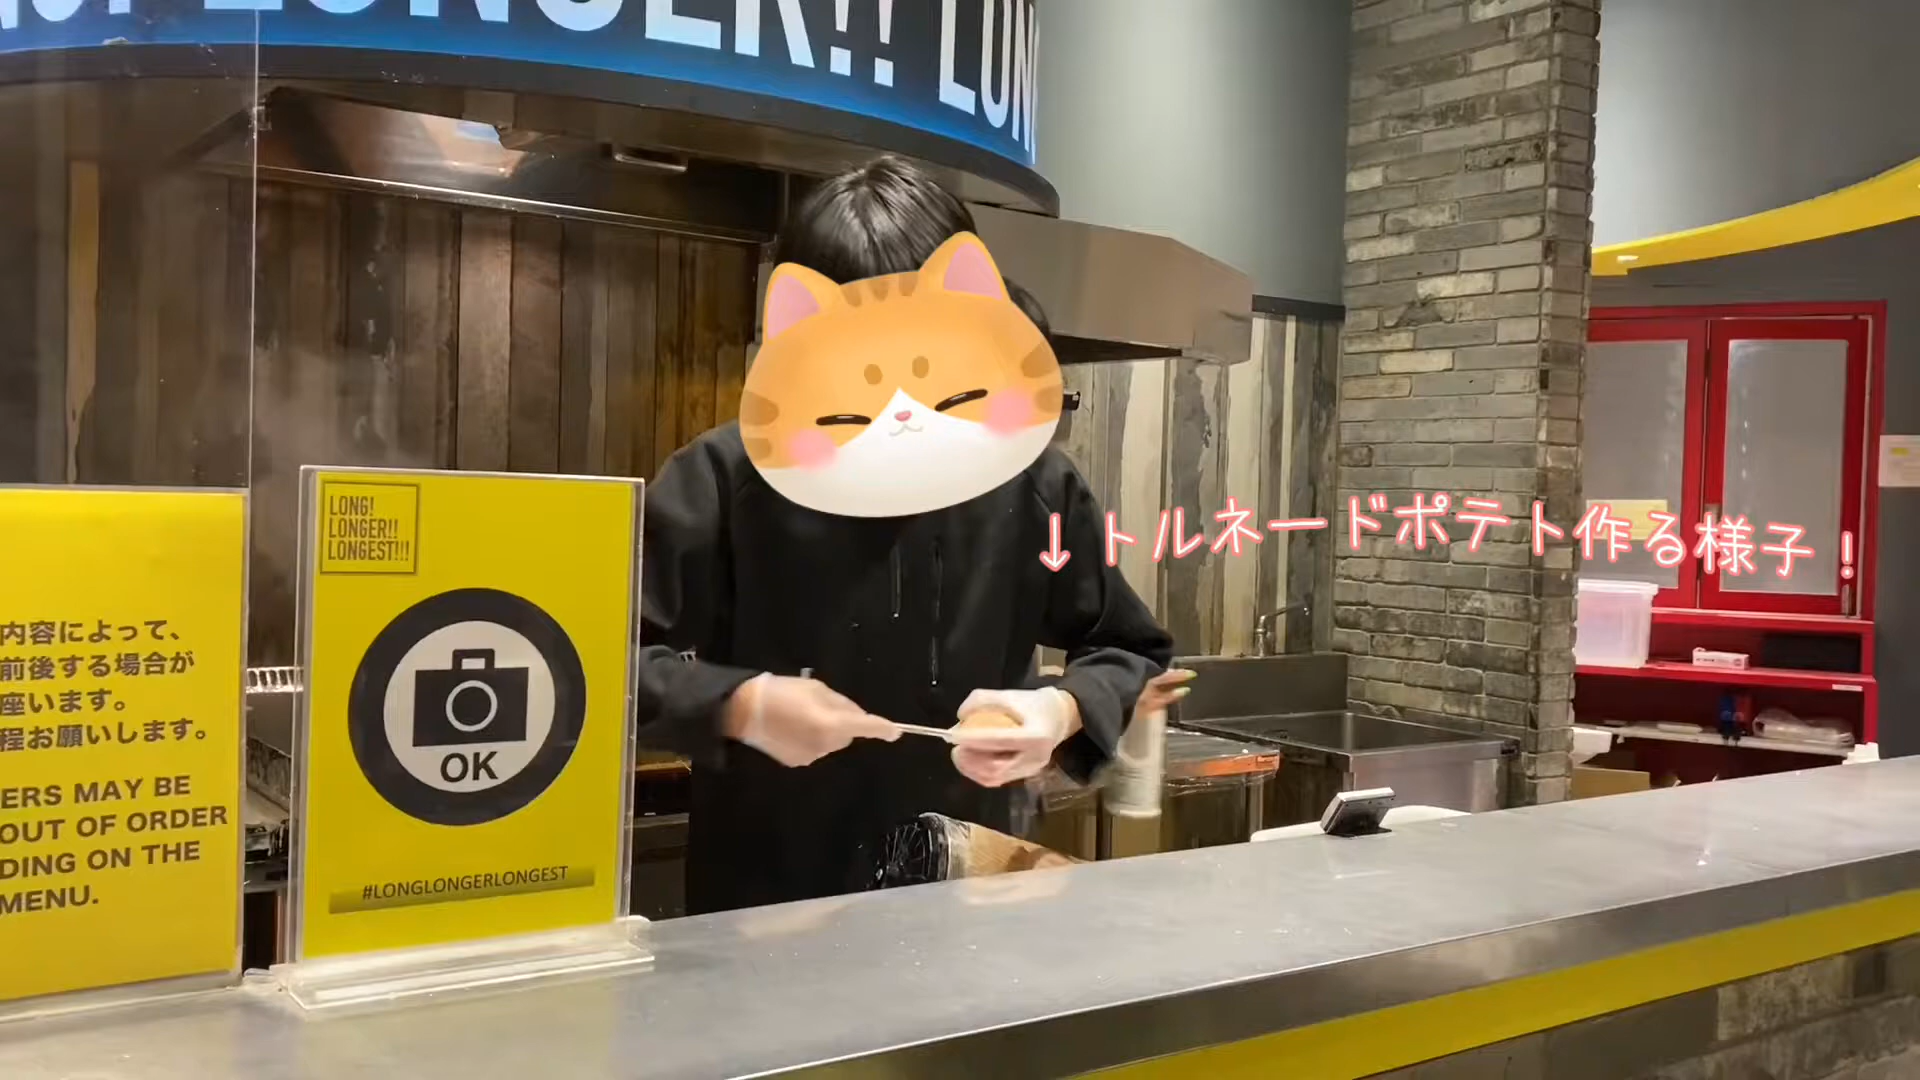 LONGER!!
LONG!
LONGER!!
LONGEST!!!
OK
#LONGLONGERLONGEST
内容によって、
前後する場合が
座います。
程お願いします。
ERS MAY BE
OUT OF ORDER
DING ON THE
MENU.
↓トルネードポテト作る様子！